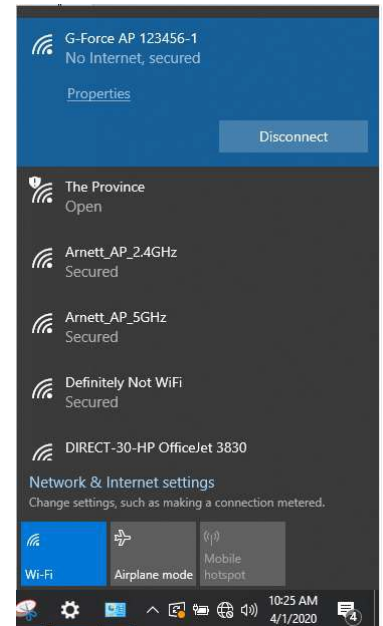 G-Force AP 123456-1
No Internet, secured
Properties
Disconnect
The Province
Open
Arnett_AP_2.4GHz
Secured
Arnett_AP_5GHz
Secured
Definitely Not WiFi
Secured
DIRECT-30-HP OfficeJet 3830
Network & Internet settings
Change settings, such as making a connection metered.
Wi-Fi
Airplane mode
Mobile
hotspot
10:25 AM
4/1/2020
4